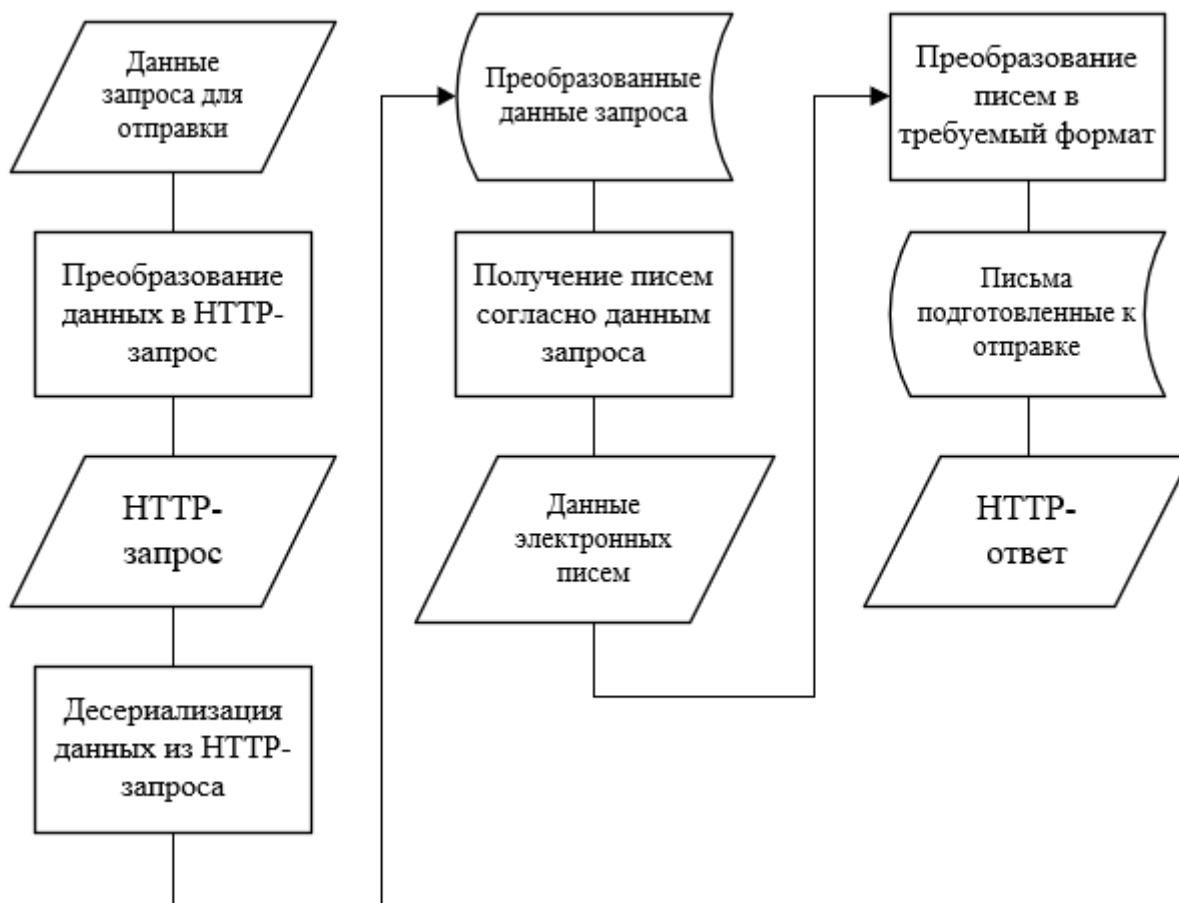 Данные
запроса для
отправки
Преобразование
данных в HTTP-
запрос
HTTP-
запрос
Десериализация
данных из HTTP-
запроса
Преобразованные
данные запроса
Получение писем
согласно данным
запроса
Данные
электронных
писем
Преобразование
писем в
требуемый формат
Письма
подготовленные к
отправке
HTTP-
ответ